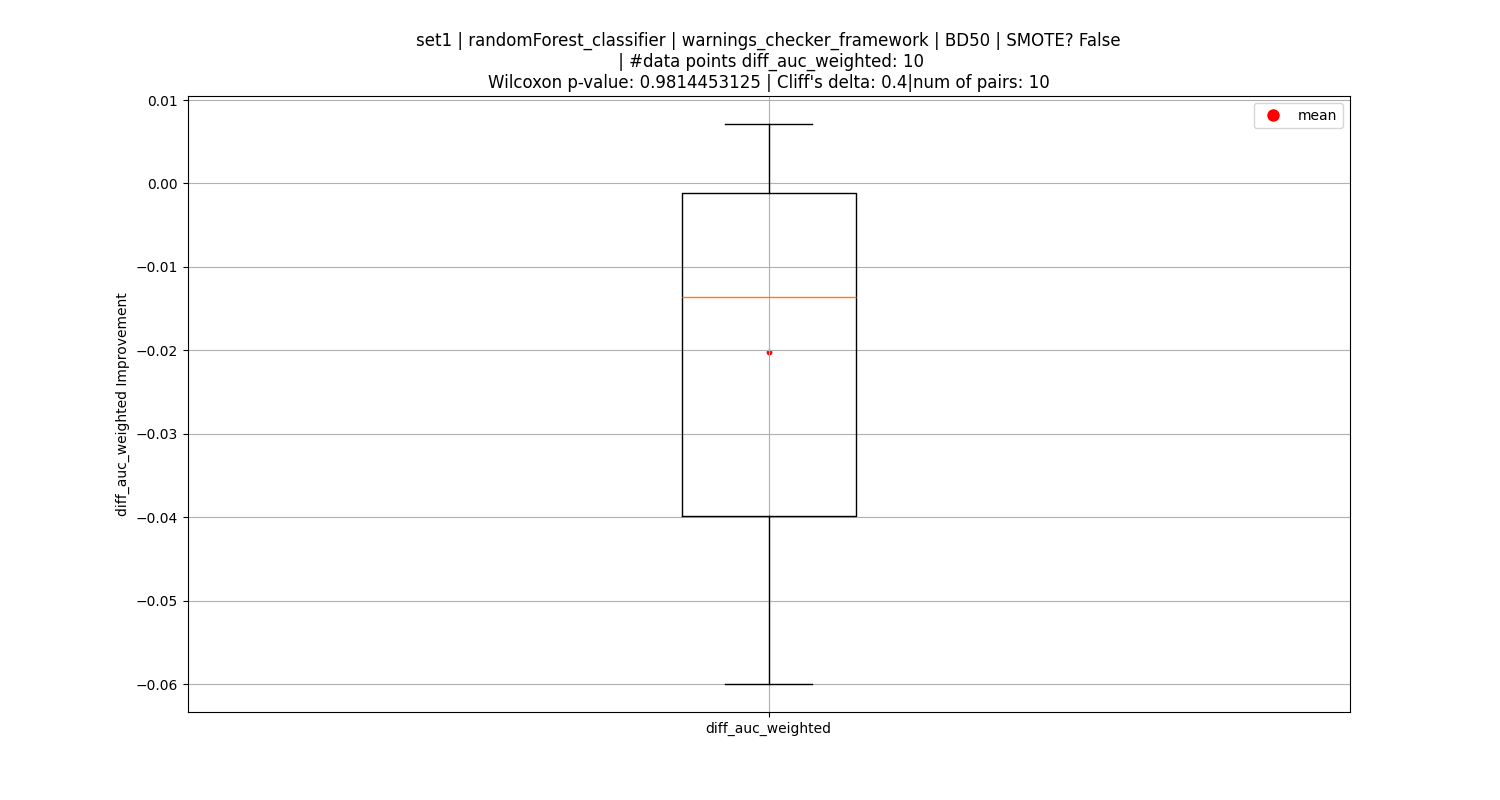 set1 | randomForest_classifier | warnings_checker_framework | BD50 | SMOTE? False
| #data points diff_auc_weighted: 10
Wilcoxon p-value: 0.9814453125 | Cliff's delta: 0.4|num of pairs: 10
mean
0.01
0.00
−0.01
−0.02
−0.03
−0.04
−0.05
−0.06
diff_auc_weighted Improvement
diff_auc_weighted